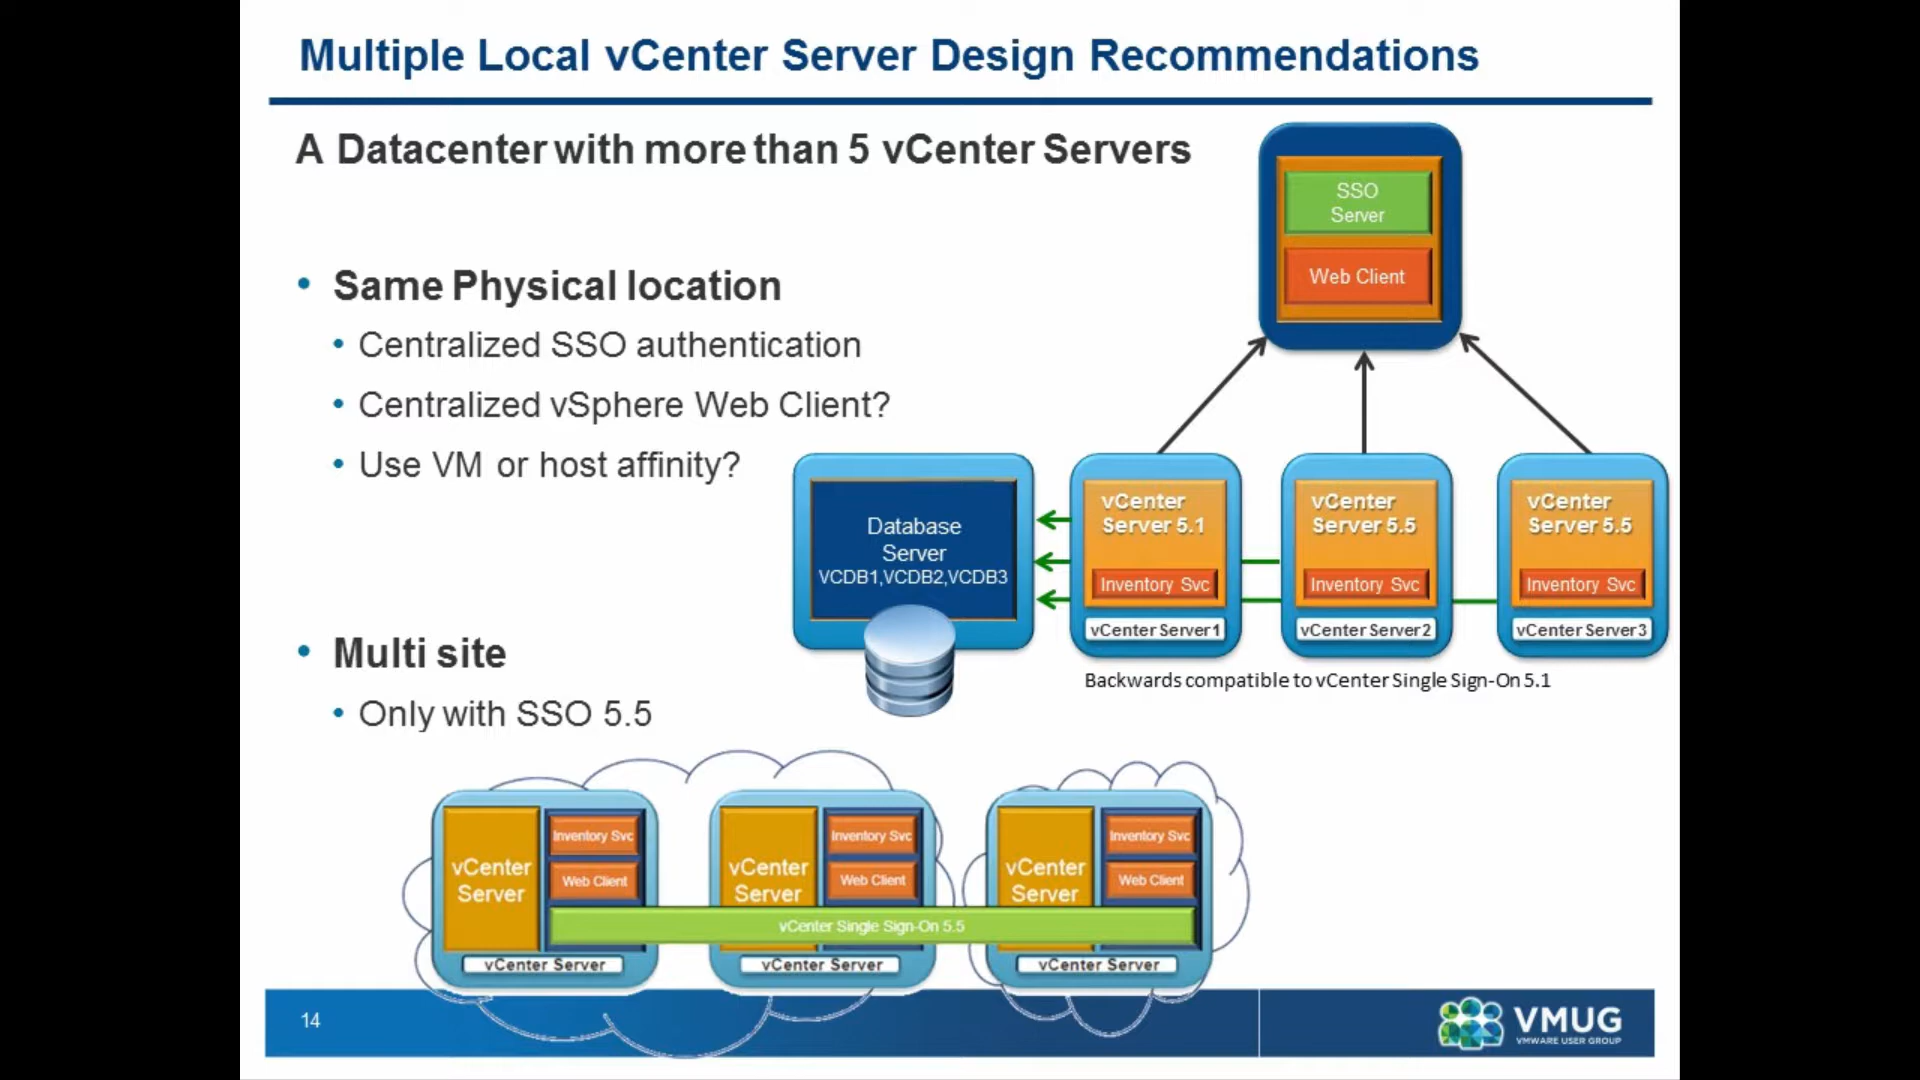 Multiple Local vCenter Server Design Recommendations
A Datacenter with more than 5 vCenter Servers
• Same Physical location
• Centralized SSO authentication
• Centralized vSphere Web Client?
• Use VM or host affinity?
SSO
Server
Web Client
Database
Server
VCDB1,VCDB2,VCDB3
vCenter
Server 5.1
Inventory Svc
vCenter Server1
vCenter
Server 5.5
Inventory Svc
vCenter Server2
vCenter
Server 5.5
Inventory Svc
vCenter Server3
Backwards compatible to vCenter Single Sign-On 5.1
• Multi site
• Only with SSO 5.5
vCenter
Server
Inventory Svc
Web Client
vCenter Server
vCenter
Server
Inventory Svc
Web Client
vCenter Server
vCenter
Server
Inventory Svc
Web Client
vCenter Server
vCenter Single Sign-On 5.5
14
VMUG
VMWARE USER GROUP